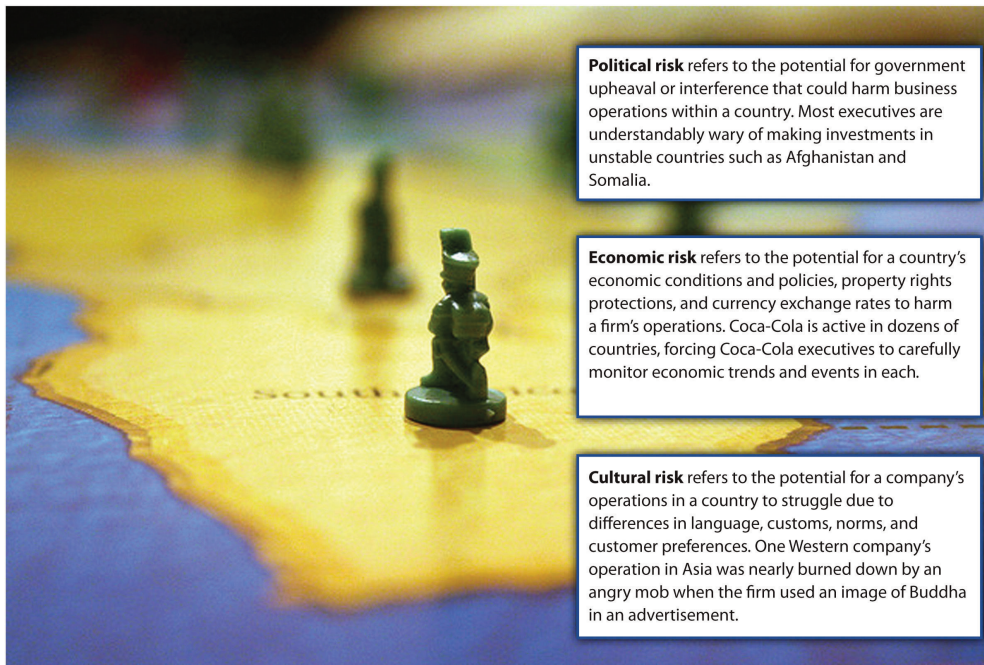 Political risk refers to the potential for government
upheaval or interference that could harm business
operations within a country. Most executives are
understandably wary of making investments in
unstable countries such as Afghanistan and
Somalia.
Economic risk refers to the potential for a country’s
economic conditions and policies, property rights
protections, and currency exchange rates to harm
a firm’s operations. Coca-Cola is active in dozens of
countries, forcing Coca-Cola executives to carefully
monitor economic trends and events in each.
south
Cultural risk refers to the potential for a company’s
operations in a country to struggle due to
differences in language, customs, norms, and
customer preferences. One Western company’s
operation in Asia was nearly burned down by an
angry mob when the firm used an image of Buddha
in an advertisement.